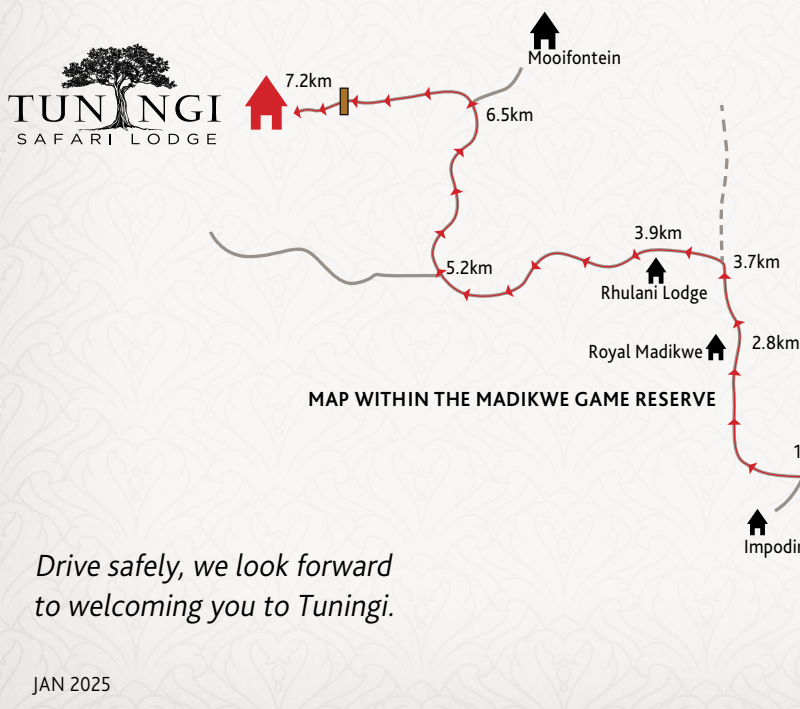 Mooifontein
7.2km
TUNINGI
SAFARI LODGE
6.5km
3.9km
5.2km
3.7km
Rhulani Lodge
2.8km
Royal Madikwe
MAP WITHIN THE MADIKWE GAME RESERVE
1
Impodi
Drive safely, we look forward
to welcoming you to Tuningi.
JAN 2025